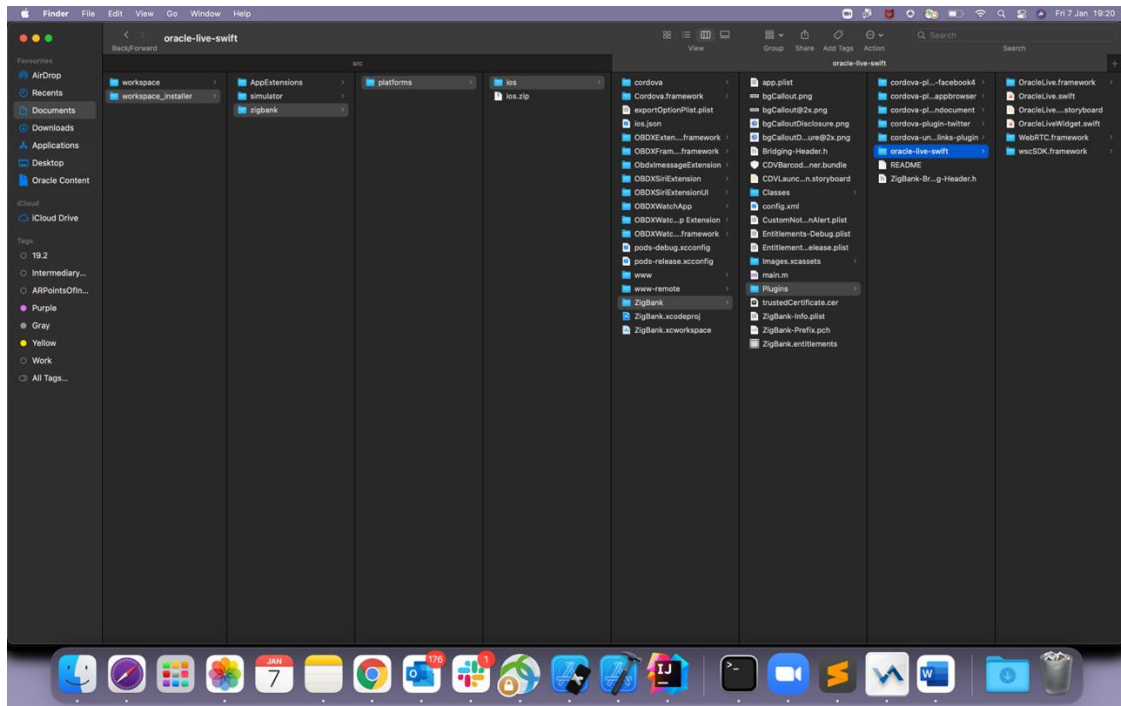 Finder File Edit View Go Window Help
Fri 7 Jan 19:20
oracle-live-swift
Back/Forward
View
Group Share Add Tags Action
Search
Search
src
oracle-live-swift
Favourites
AirDrop
Recents
Documents
Downloads
Applications
Desktop
Oracle Content
iCloud
iCloud Drive
Tags
19.2
Intermediary...
ARPointsOfIn...
Purple
Gray
Yellow
Work
All Tags...
workspace
workspace_installer
AppExtensions
simulator
zigbank
platforms
ios
ios.zip
cordova
Cordova.framework
exportOptionPlist.plist
ios.json
OBDXExten....framework
OBDXFram....framework
ObdxImessageExtension
OBDXSiriExtension
OBDXSiriExtensionUI
OBDXWatchApp
OBDXWatc...p Extension
OBDXWatc....framework
pods-debug.xcconfig
pods-release.xcconfig
www
www-remote
ZigBank
ZigBank.xcodeproj
ZigBank.xcworkspace
app.plist
bgCallout.png
bgCallout@2x.png
bgCalloutDisclosure.png
bgCalloutD...ure@2x.png
Bridging-Header.h
CDVBarcod...ner.bundle
CDVLaunc...n.storyboard
Classes
config.xml
CustomNot...nAlert.plist
Entitlements-Debug.plist
Entitlement...elease.plist
Images.xcassets
main.m
Plugins
trustedCertificate.cer
ZigBank-Info.plist
ZigBank-Prefix.pch
ZigBank.entitlements
cordova-pl...-facebook4
cordova-pl...appbrowser
cordova-pl...ndocument
cordova-plugin-twitter
cordova-un...links-plugin
oracle-live-swift
README
ZigBank-Br...g-Header.h
OracleLive.framework
OracleLive.swift
OracleLive....storyboard
OracleLiveWidget.swift
WebRTC.framework
wscSDK.framework
JAN
7
176
1
IJ
>_
W